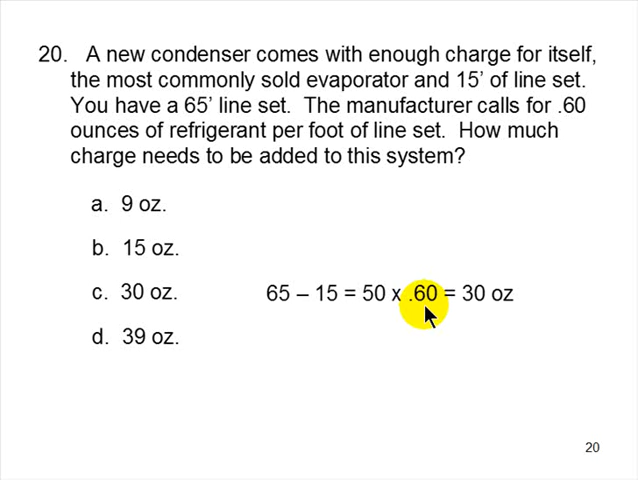 20. A new condenser comes with enough charge for itself,
the most commonly sold evaporator and 15' of line set.
You have a 65' line set. The manufacturer calls for .60
ounces of refrigerant per foot of line set. How much
charge needs to be added to this system?
a. 9 oz.
b. 15 oz.
c. 30 oz.
65 – 15 = 50 x .60 = 30 oz
d. 39 oz.
20